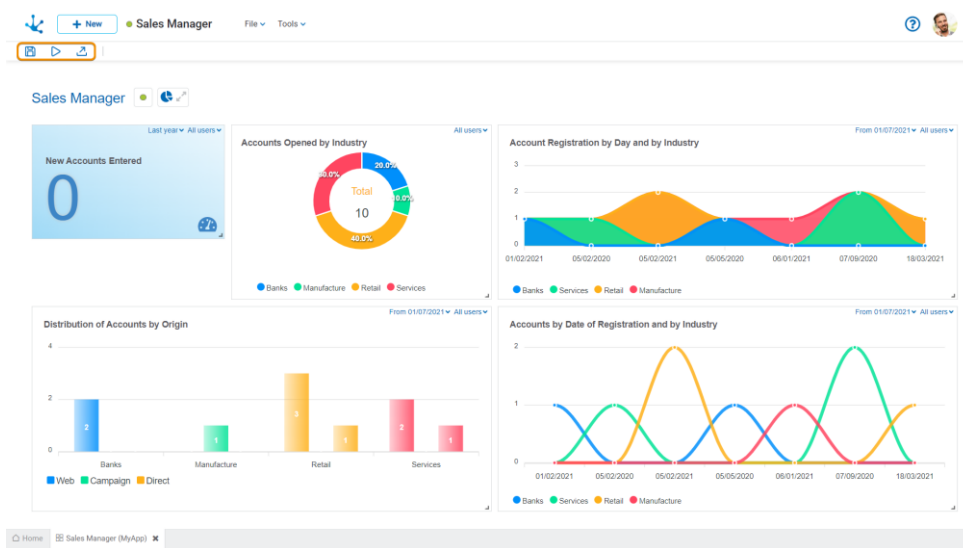 New
Sales Manager
File
Tools
Sales Manager
Last year All users
New Accounts Entered
0
All users
Accounts Opened by Industry
20.0%
10.0%
40.0%
Total
10
Banks Manufacture Retail Services
From 01/07/2021 All users
Account Registration by Day and by Industry
3
2
1
0
01/02/2021 05/02/2020 05/02/2021 05/05/2020 06/01/2021 07/09/2020 18/03/2021
Banks Services Retail Manufacture
From 01/07/2021 All users
Distribution of Accounts by Origin
4
2
0
2
1
3
1
2
1
Banks Manufacture Retail Services
Web Campaign Direct
From 01/07/2021 All users
Accounts by Date of Registration and by Industry
2
1
0
01/02/2021 05/02/2020 05/02/2021 05/05/2020 06/01/2021 07/09/2020 18/03/2021
Banks Services Retail Manufacture
Home
Sales Manager (MyApp)